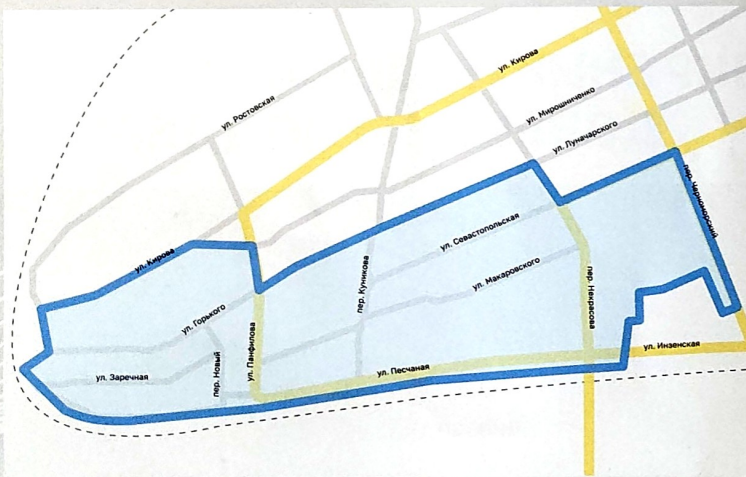 ул. Кирова
ул. Ростовская
ул. Мирошниченко
ул. Луначарского
пер. Черноморский
ул. Севастопольская
ул. Кирова
пер. Куникова
ул. Макаровского
пер. Некрасова
ул. Горького
ул. Панфилова
ул. Инзенская
пер. Новый
ул. Песчаная
ул. Заречная